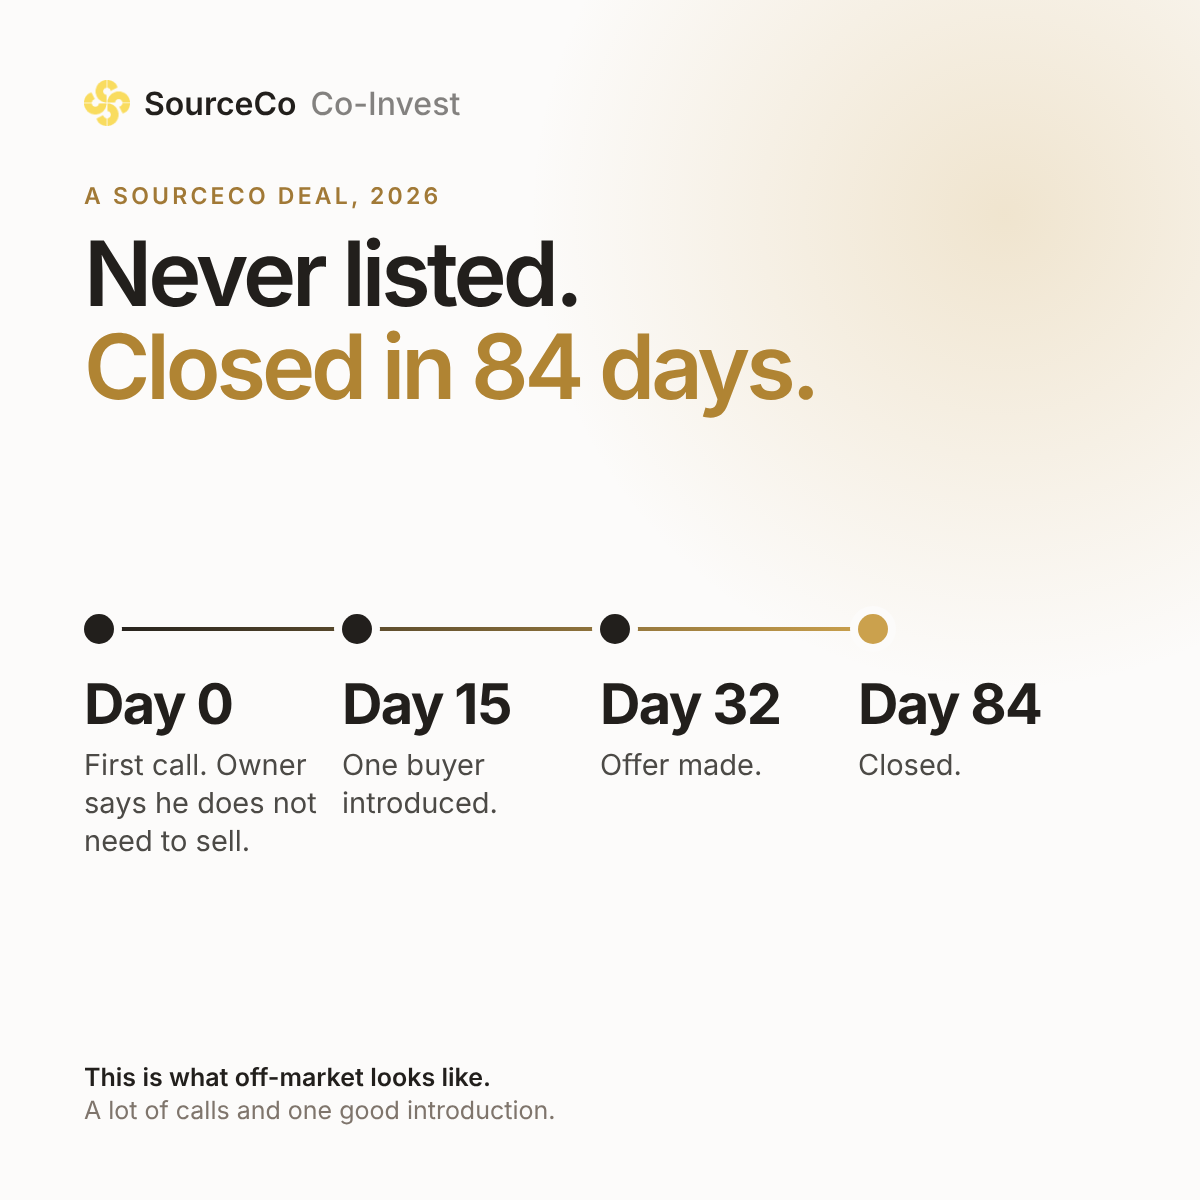 SourceCo Co-Invest
A SOURCECO DEAL, 2026
Never listed.
Closed in 84 days.
Day 0
First call. Owner
says he does not
need to sell.
Day 15
One buyer
introduced.
Day 32
Offer made.
Day 84
Closed.
This is what off-market looks like.
A lot of calls and one good introduction.